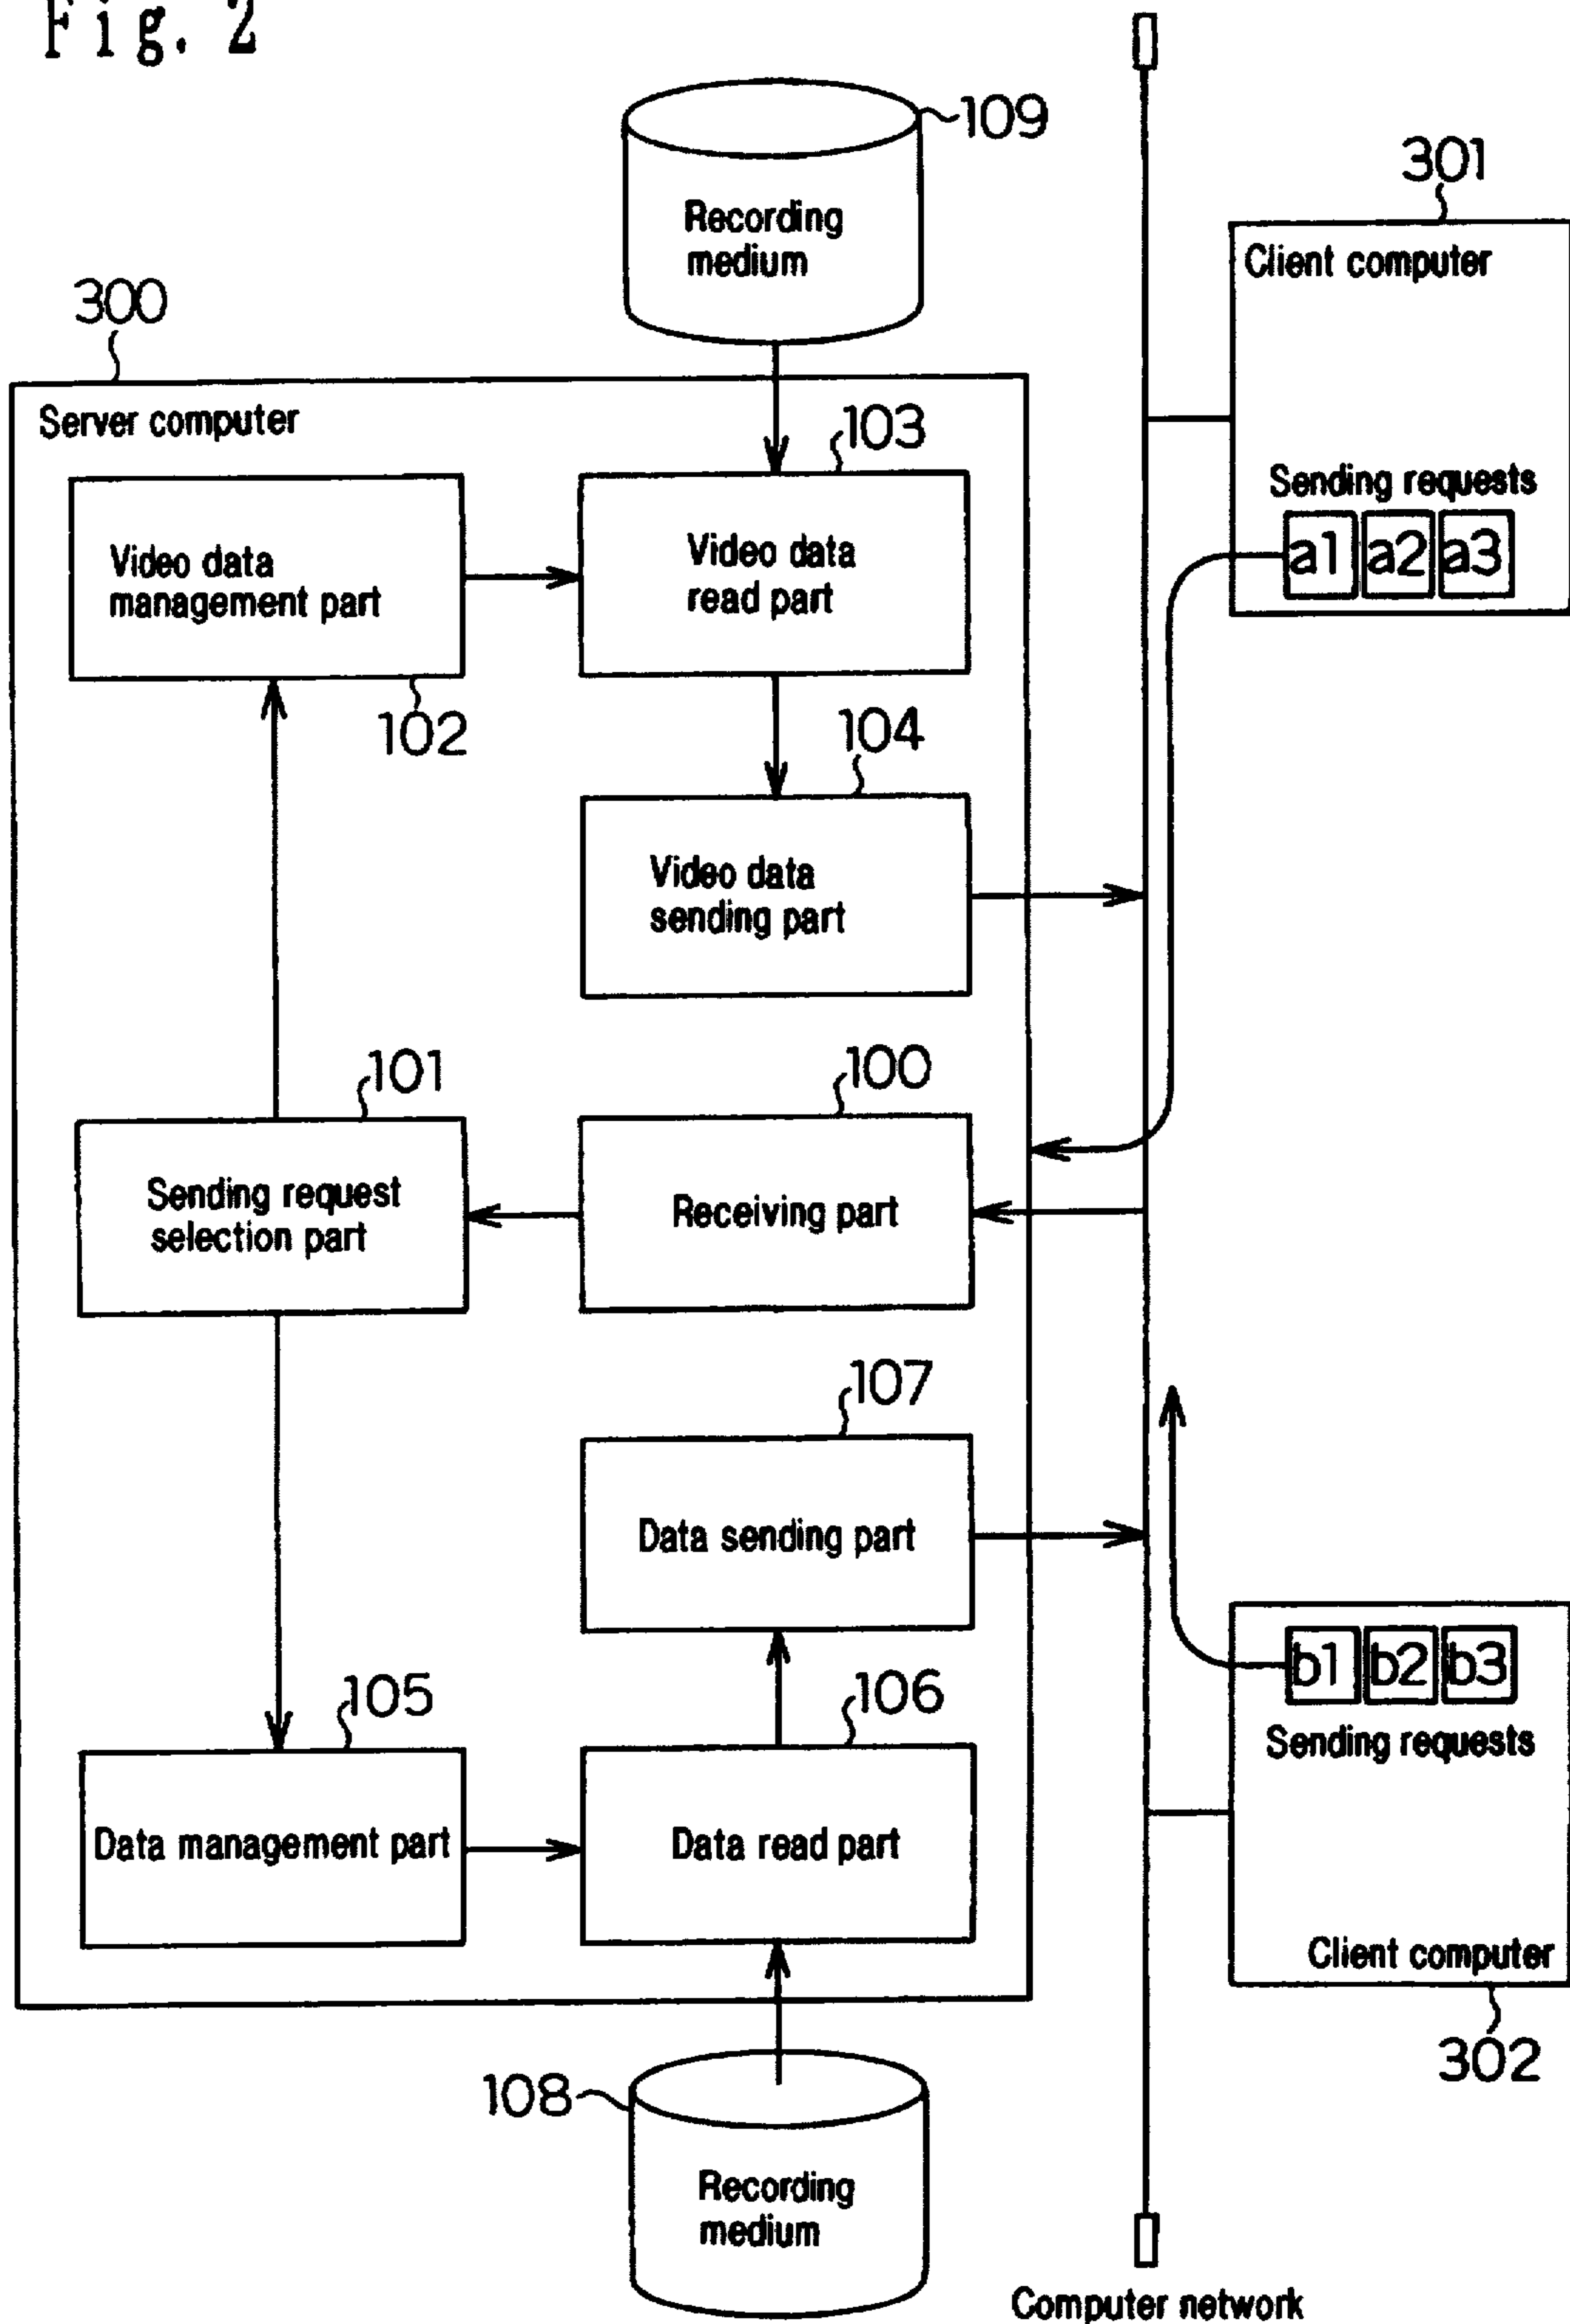 Fig. 2
109
Recording
medium
301
Client computer
Sending requests
a1 a2 a3
300
Server computer
103
Video data
management part
Video data
read part
102
104
Video data
sending part
101
100
Sending request
selection part
Receiving part
107
Data sending part
105
106
Data management part
Data read part
b1 b2 b3
Sending requests
Client computer
302
108
Recording
medium
Computer network